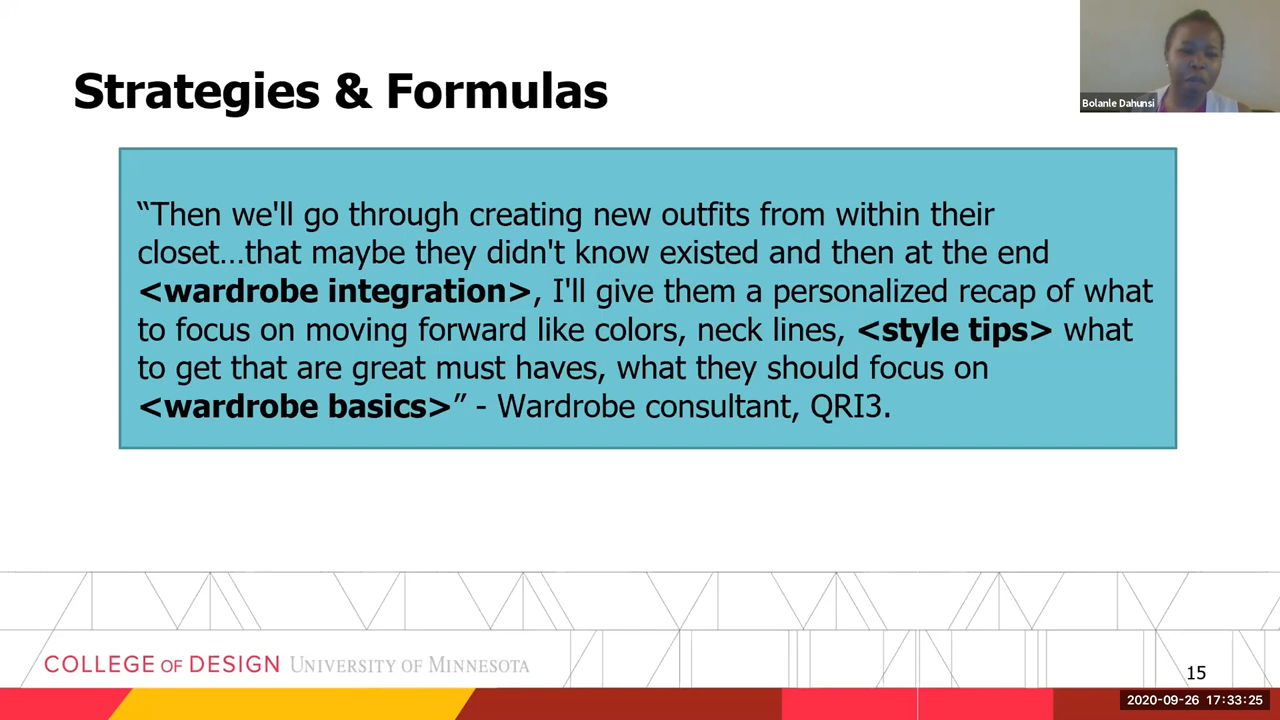 Strategies & Formulas
Bolanle Dahunsi
“Then we'll go through creating new outfits from within their
closet…that maybe they didn't know existed and then at the end
<wardrobe integration>, I'll give them a personalized recap of what
to focus on moving forward like colors, neck lines, <style tips> what
to get that are great must haves, what they should focus on
<wardrobe basics>” - Wardrobe consultant, QRI3.
COLLEGE OF DESIGN UNIVERSITY OF MINNESOTA
15
2020-09-26 17:33:25